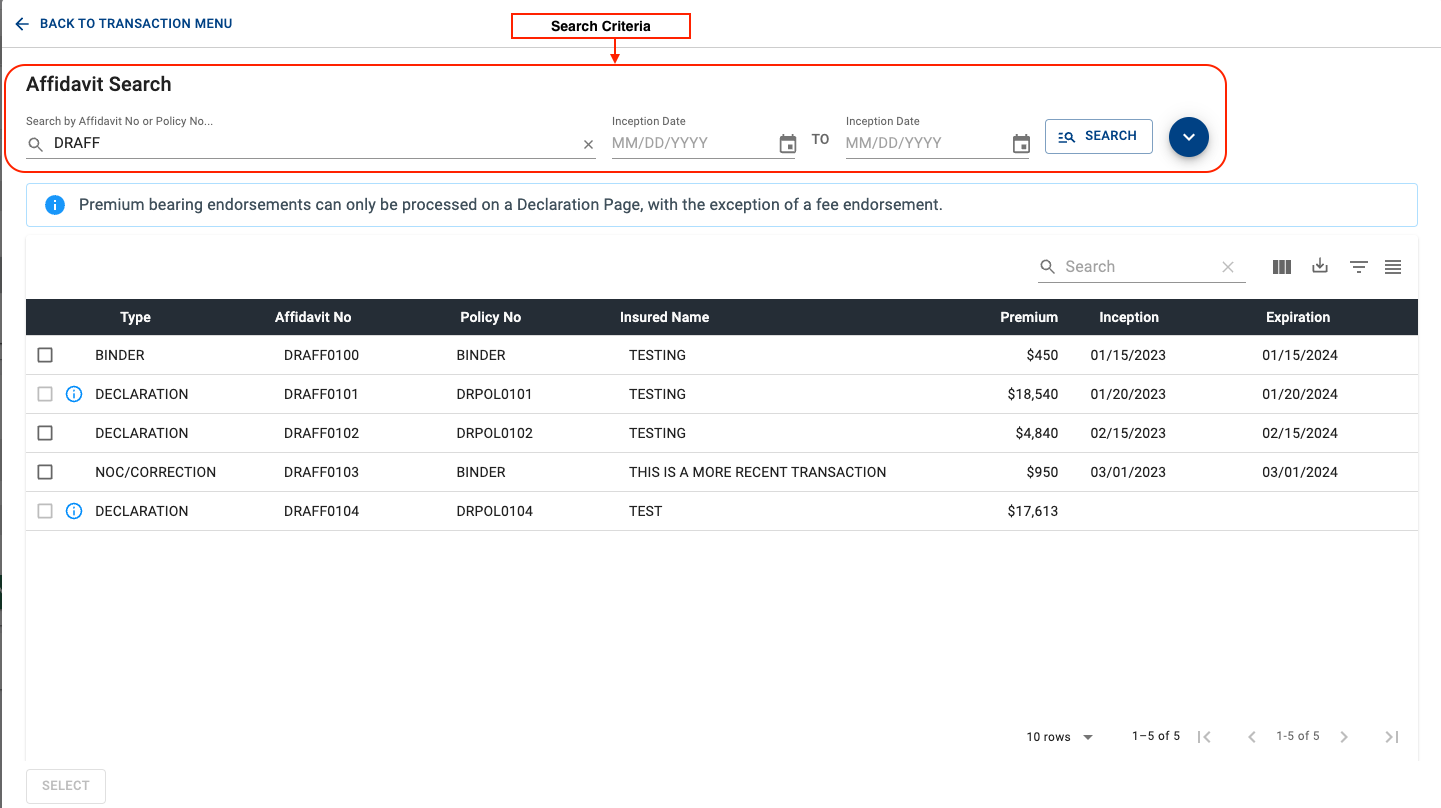 BACK TO TRANSACTION MENU
Search Criteria
Affidavit Search
Search by Affidavit No or Policy No...
Inception Date
Inception Date
DRAFF
MM/DD/YYYY
TO
MM/DD/YYYY
SEARCH
Premium bearing endorsements can only be processed on a Declaration Page, with the exception of a fee endorsement.
Search
Type Affidavit No Policy No Insured Name Premium Inception Expiration
BINDER DRAFF0100 BINDER TESTING $450 01/15/2023 01/15/2024
DECLARATION DRAFF0101 DRPOL0101 TESTING $18,540 01/20/2023 01/20/2024
DECLARATION DRAFF0102 DRPOL0102 TESTING $4,840 02/15/2023 02/15/2024
NOC/CORRECTION DRAFF0103 BINDER THIS IS A MORE RECENT TRANSACTION $950 03/01/2023 03/01/2024
DECLARATION DRAFF0104 DRPOL0104 TEST $17,613
10 rows 1–5 of 5 1-5 of 5
SELECT